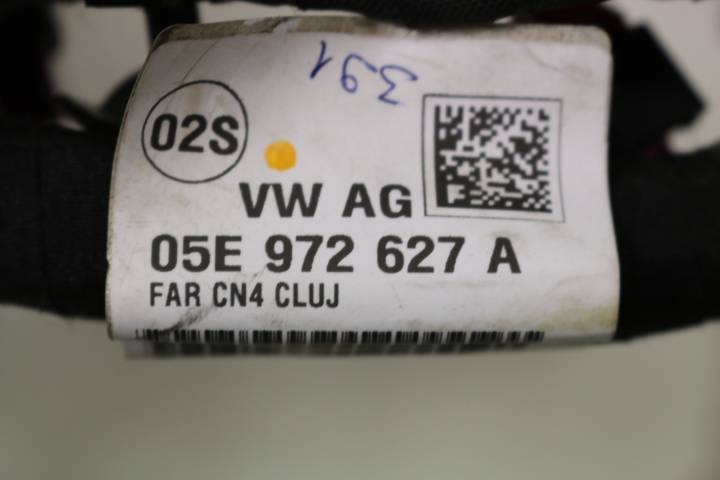 391
02S
VW AG
05E 972 627 A
FAR CN4 CLUJ